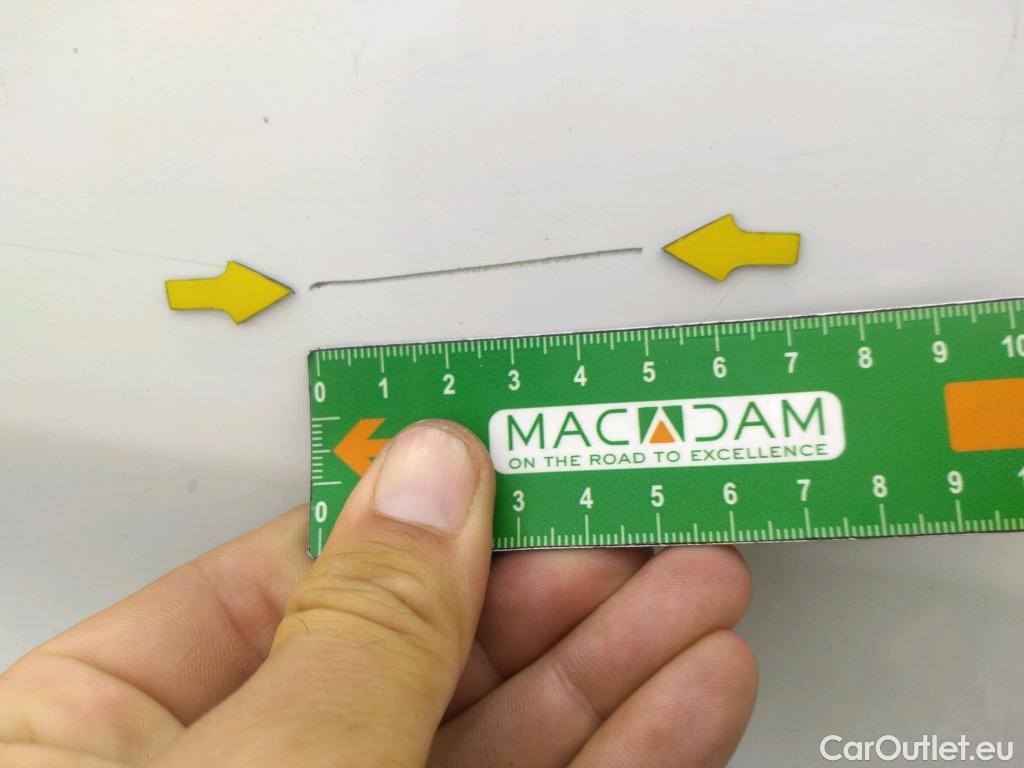 0 1 2 3 4 5 6 7 8 9 10
MACADAM
ON THE ROAD TO EXCELLENCE
0 3 4 5 6 7 8 9 1
CarOutlet.eu